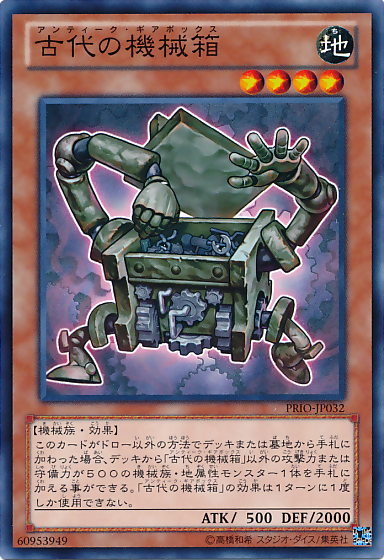 アンティーク・ギアボックス
古代の機械箱
ち
地
PRIO-JP032
【機械族・効果】
このカードがドロー以外の方法でデッキまたは墓地から手札に
加わった場合、デッキから「古代の機械箱」以外の攻撃力または
守備力が５００の機械族・地属性モンスター１体を手札に
加える事ができる。「古代の機械箱」の効果は１ターンに１度
しか使用できない。
ATK/ 500 DEF/2000
60953949
©高橋和希 スタジオ・ダイス/集英社